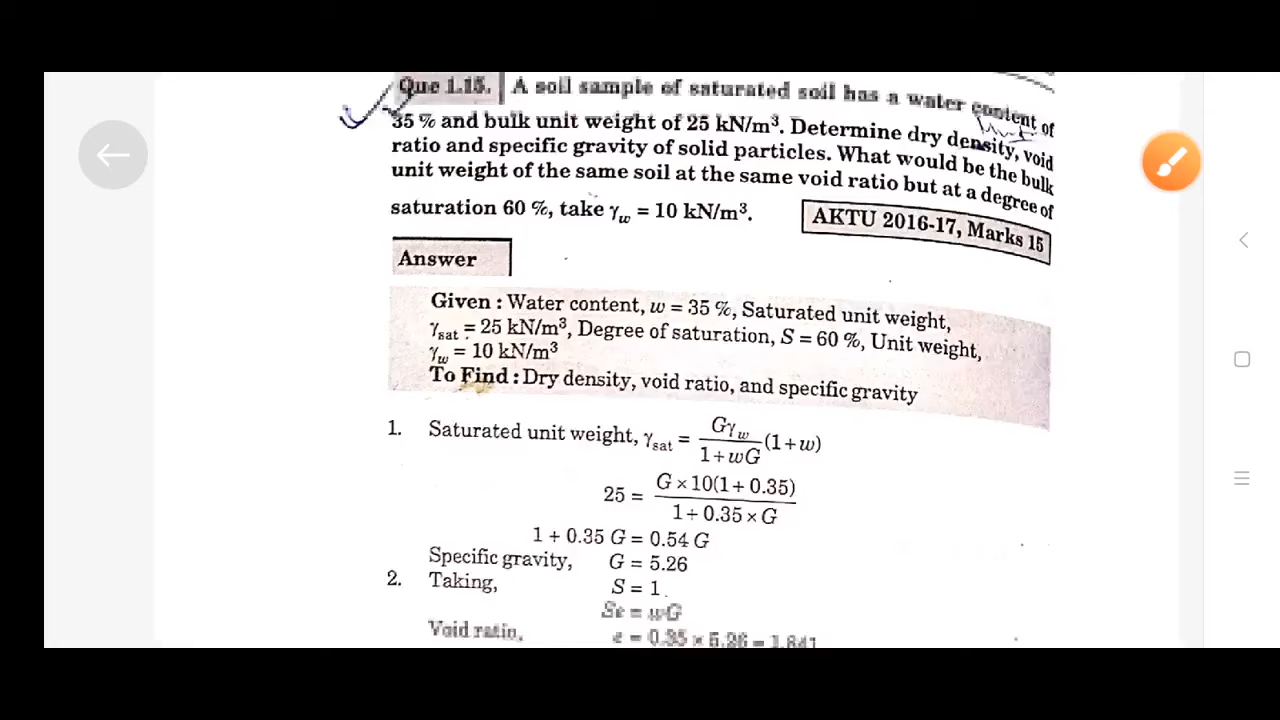 Que 1.15. A soil sample of saturated soil has a water content of
35 % and bulk unit weight of 25 kN/m³. Determine dry density, void
ratio and specific gravity of solid particles. What would be the bulk
unit weight of the same soil at the same void ratio but at a degree of
saturation 60 %, take γw = 10 kN/m³.
AKTU 2016-17, Marks 15
Answer
Given : Water content, w = 35 %, Saturated unit weight,
γsat = 25 kN/m³, Degree of saturation, S = 60 %, Unit weight,
γw = 10 kN/m³
To Find : Dry density, void ratio, and specific gravity
1. Saturated unit weight, γsat = Gγw / 1 + wG (1 + w)
25 = G × 10(1 + 0.35) / 1 + 0.35 × G
1 + 0.35 G = 0.54 G
Specific gravity, G = 5.26
2. Taking, S = 1
Se = wG
Void ratio, e = 0.35 × 5.26 = 1.841